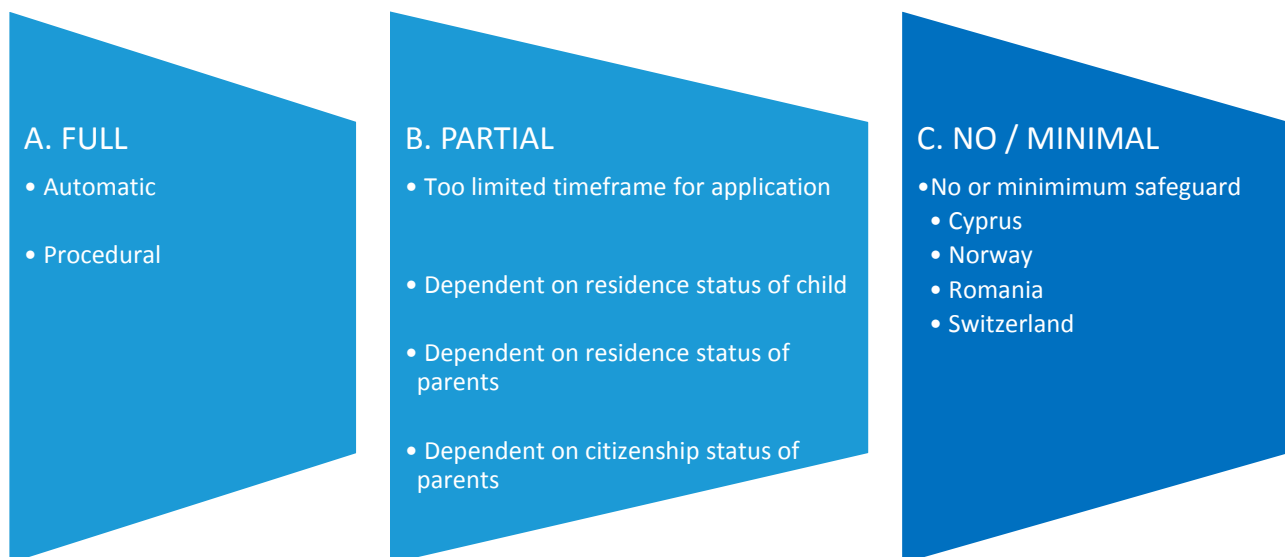 A. FULL
• Automatic
• Procedural
B. PARTIAL
• Too limited timeframe for application
• Dependent on residence status of child
• Dependent on residence status of
parents
• Dependent on citizenship status of
parents
C. NO / MINIMAL
•No or minimimum safeguard
• Cyprus
• Norway
• Romania
• Switzerland